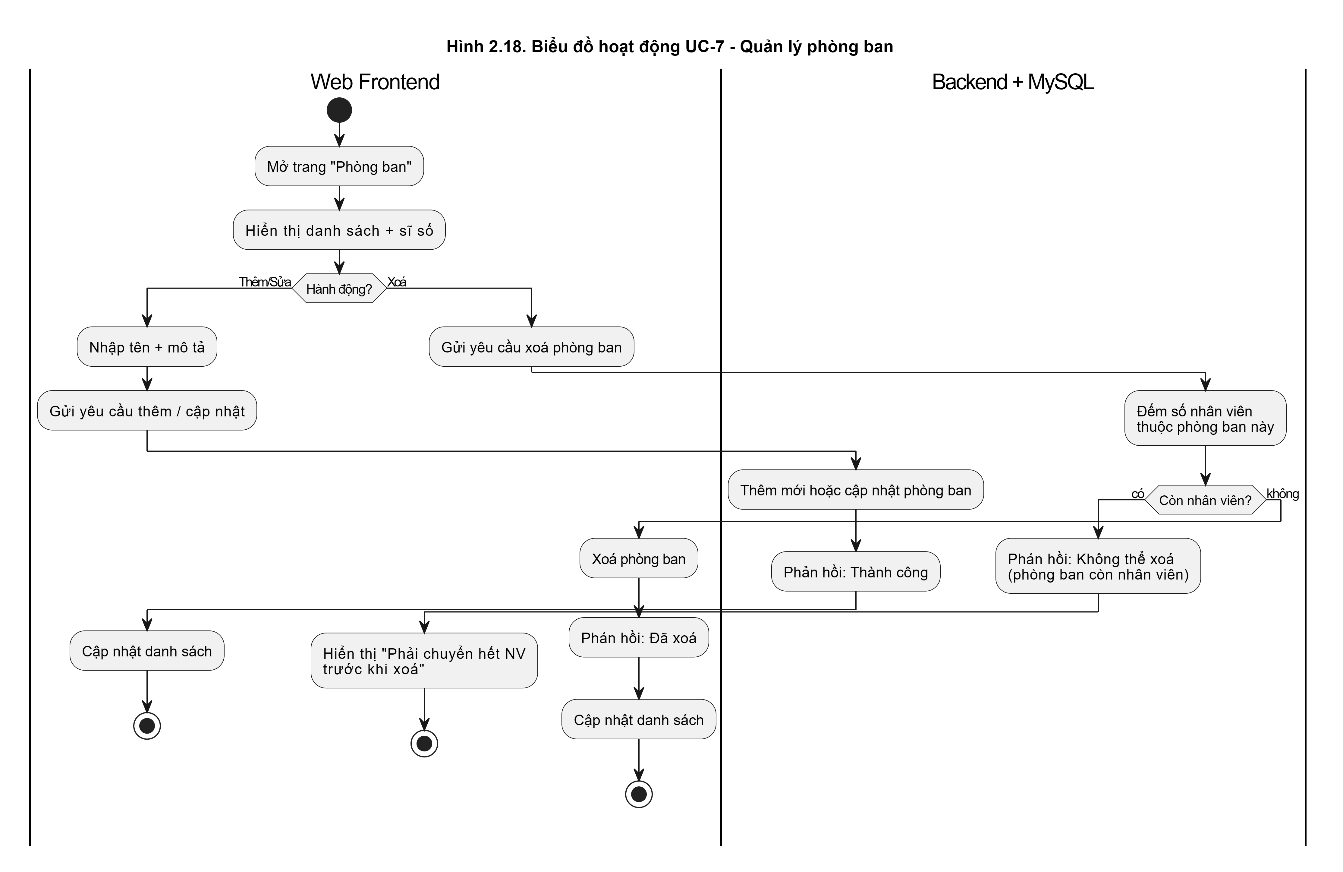 Hình 2.18. Biểu đồ hoạt động UC-7 - Quản lý phòng ban
Web Frontend
Backend + MySQL
Mở trang "Phòng ban"
Hiển thị danh sách + sĩ số
Thêm/Sửa
Hành động?
Xoá
Nhập tên + mô tả
Gửi yêu cầu xoá phòng ban
Gửi yêu cầu thêm / cập nhật
Đếm số nhân viên
thuộc phòng ban này
Thêm mới hoặc cập nhật phòng ban
có
Còn nhân viên?
không
Xoá phòng ban
Phản hồi: Thành công
Phản hồi: Không thể xoá
(phòng ban còn nhân viên)
Cập nhật danh sách
Hiển thị "Phải chuyển hết NV
trước khi xoá"
Phản hồi: Đã xoá
Cập nhật danh sách